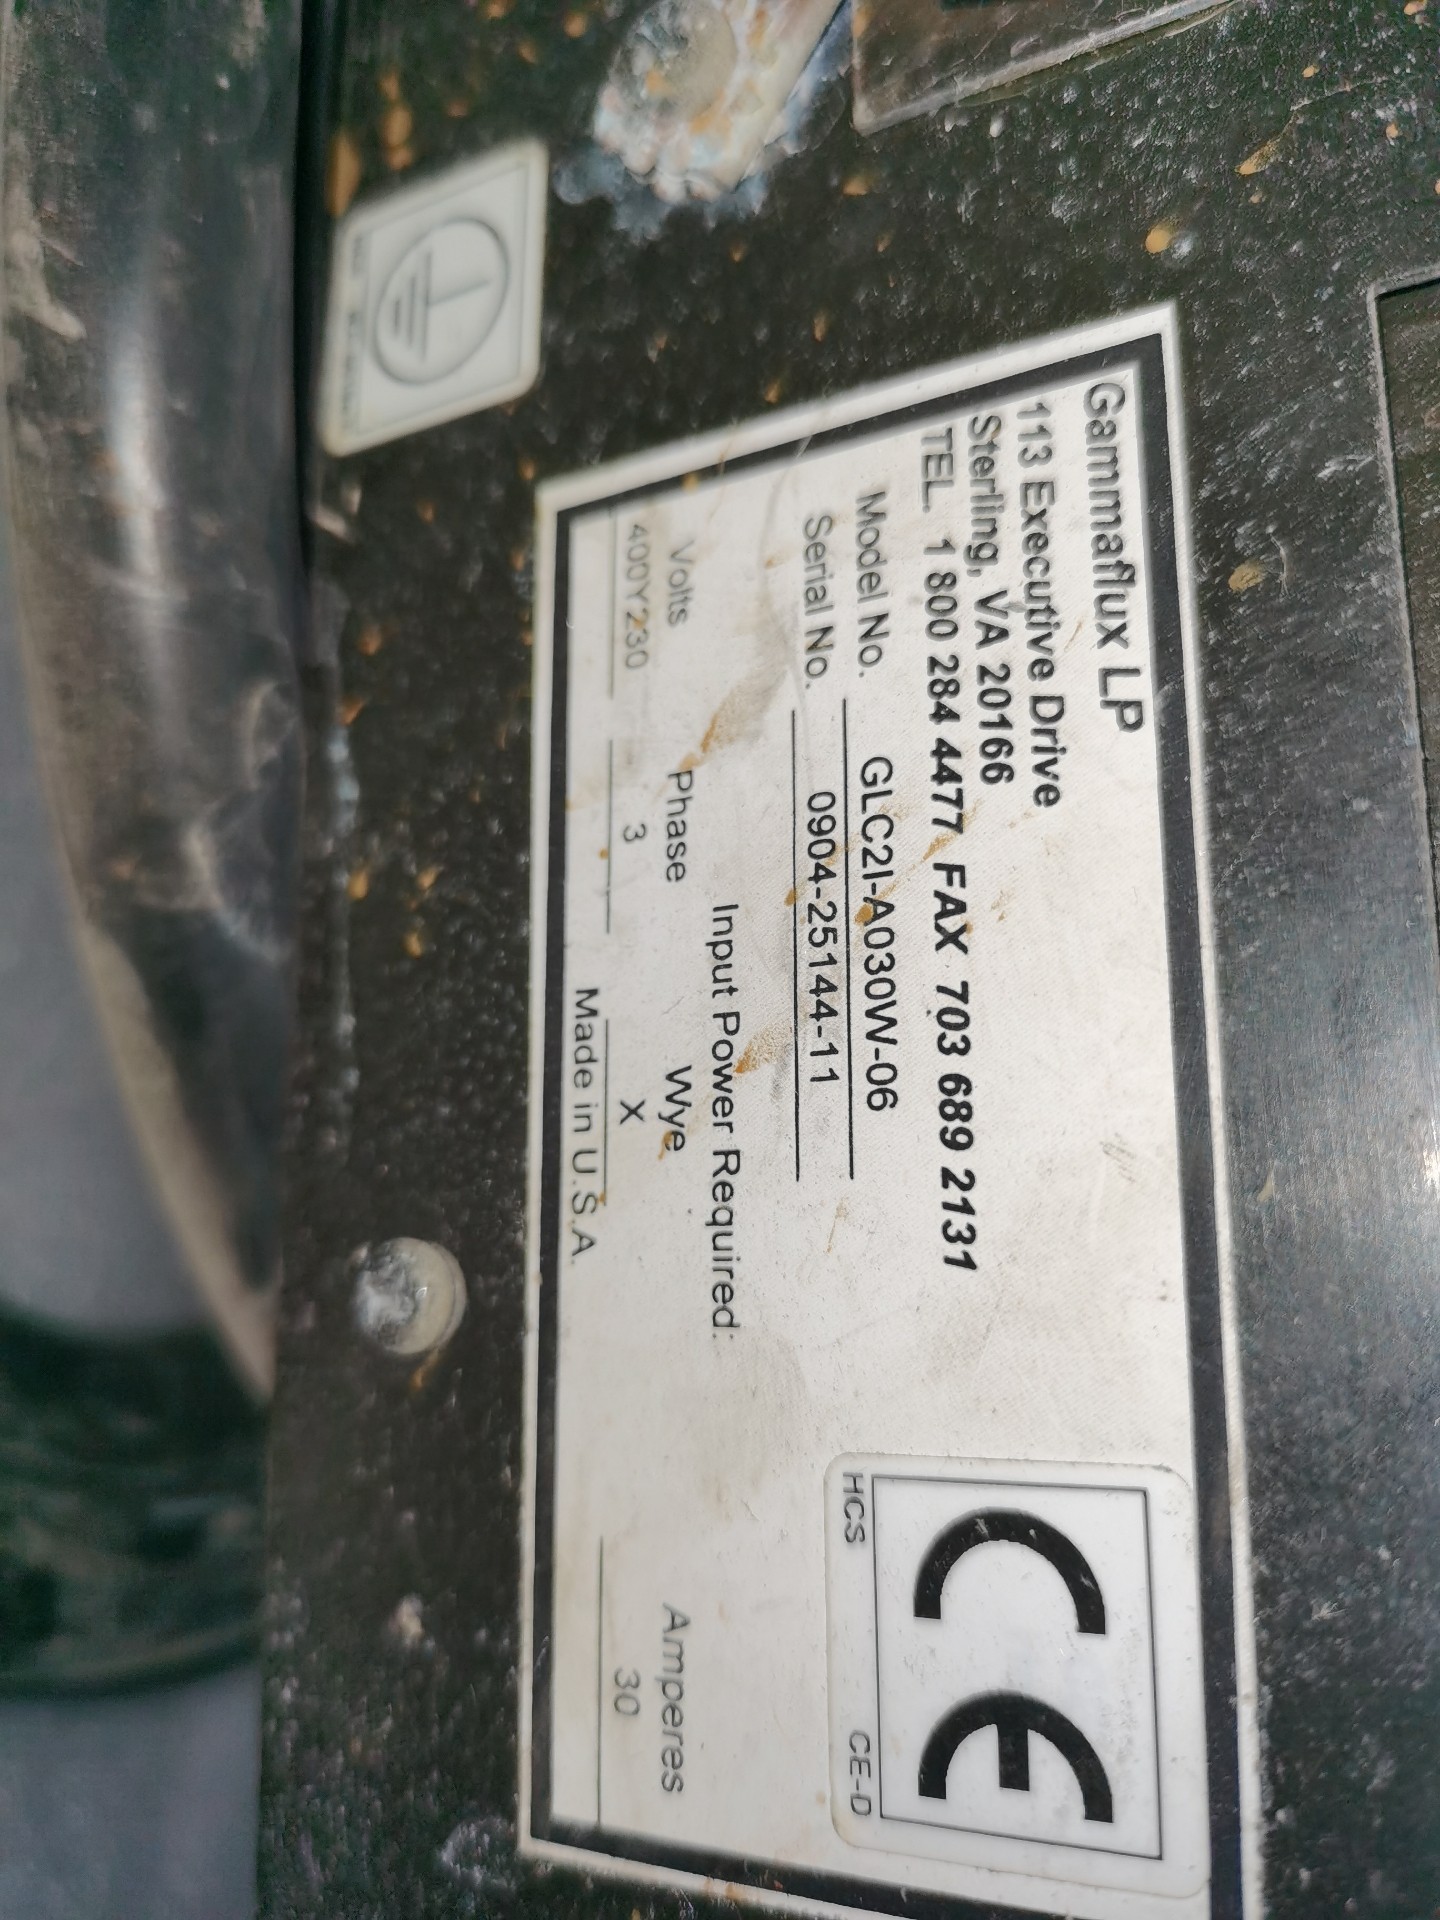 Gammaflux LP
113 Executive Drive
Sterling, VA 20166
TEL. 1 800 284 4477 FAX 703 689 2131
CE
HCS CE-D
Model No. GLC2I-A030W-06
Serial No. 0904-25144-11
Input Power Required:
Volts Phase Wye Amperes
400Y230 3 X 30
Made in U.S.A.